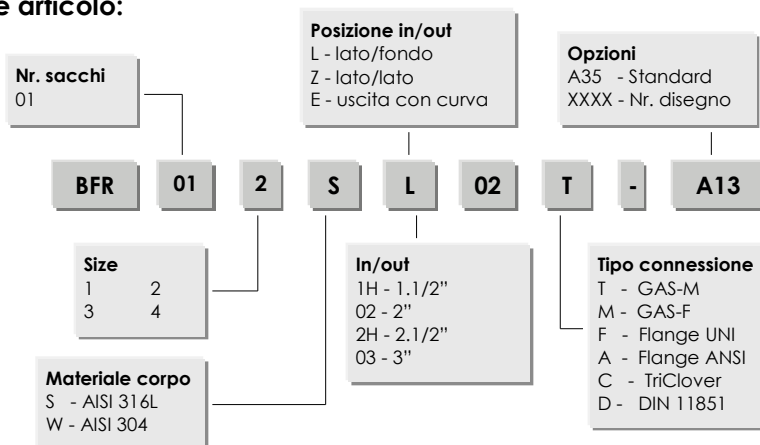 e articolo:
Posizione in/out
L - lato/fondo
Z - lato/lato
E - uscita con curva
Opzioni
A35 - Standard
XXXX - Nr. disegno
Nr. sacchi
01
BFR 01 2 S L 02 T - A13
Size
1 2
3 4
In/out
1H - 1.1/2”
02 - 2”
2H - 2.1/2”
03 - 3”
Tipo connessione
T - GAS-M
M - GAS-F
F - Flange UNI
A - Flange ANSI
C - TriClover
D - DIN 11851
Materiale corpo
S - AISI 316L
W - AISI 304